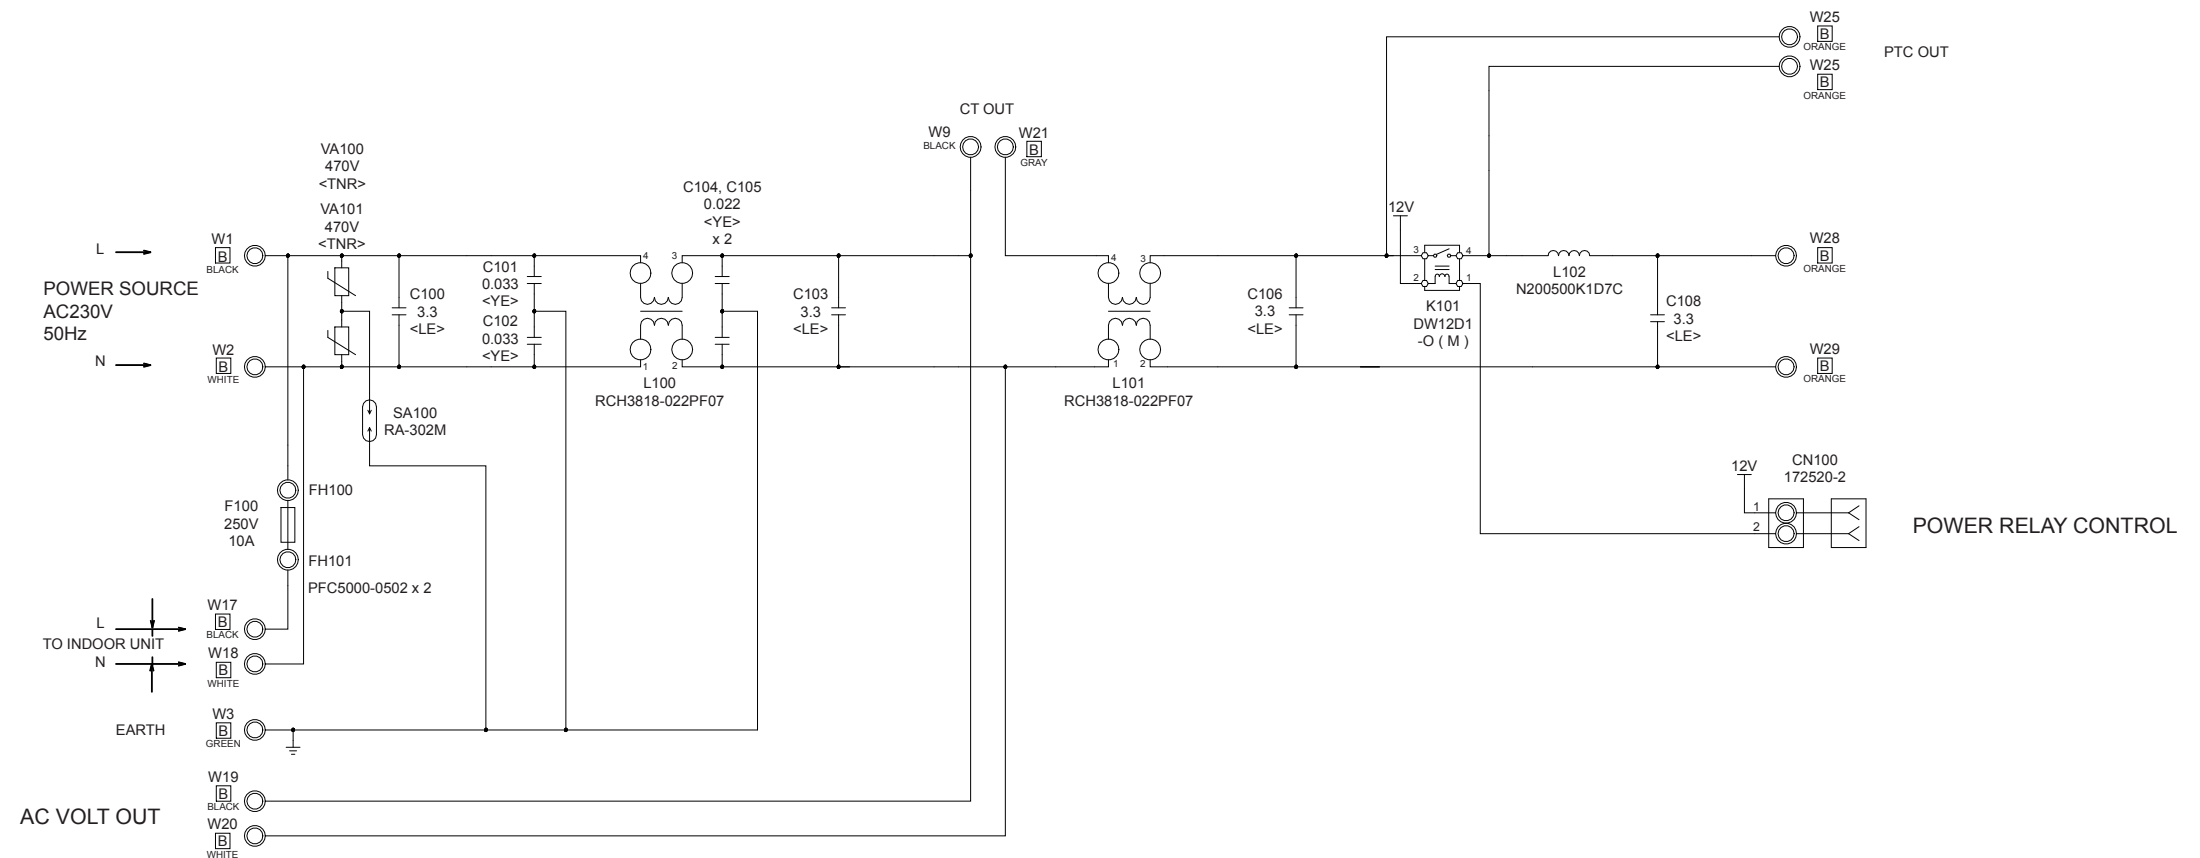 W25
B
ORANGE
W25
B
ORANGE
PTC OUT
CT OUT
W9
BLACK
W21
B
GRAY
VA100
470V
<TNR>
VA101
470V
<TNR>
C104, C105
0.022
<YE>
x 2
12V
L
W1
B
BLACK
POWER SOURCE
AC230V
50Hz
N
W2
B
WHITE
C100
3.3
<LE>
C101
0.033
<YE>
C102
0.033
<YE>
4
3
1
2
L100
RCH3818-022PF07
C103
3.3
<LE>
4
3
1
2
L101
RCH3818-022PF07
C106
3.3
<LE>
3
4
2
1
K101
DW12D1
-O ( M )
L102
N200500K1D7C
C108
3.3
<LE>
W28
B
ORANGE
W29
B
ORANGE
SA100
RA-302M
FH100
F100
250V
10A
FH101
PFC5000-0502 x 2
12V
CN100
172520-2
1
2
POWER RELAY CONTROL
L
W17
B
BLACK
TO INDOOR UNIT
N
W18
B
WHITE
EARTH
W3
B
GREEN
W19
B
BLACK
AC VOLT OUT
W20
B
WHITE